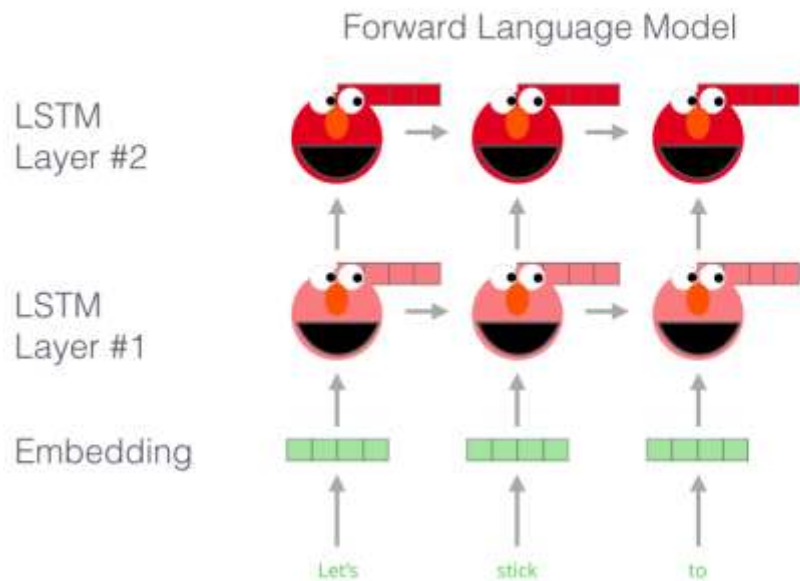 Forward Language Model
LSTM
Layer #2
LSTM
Layer #1
Embedding
Let's stick to